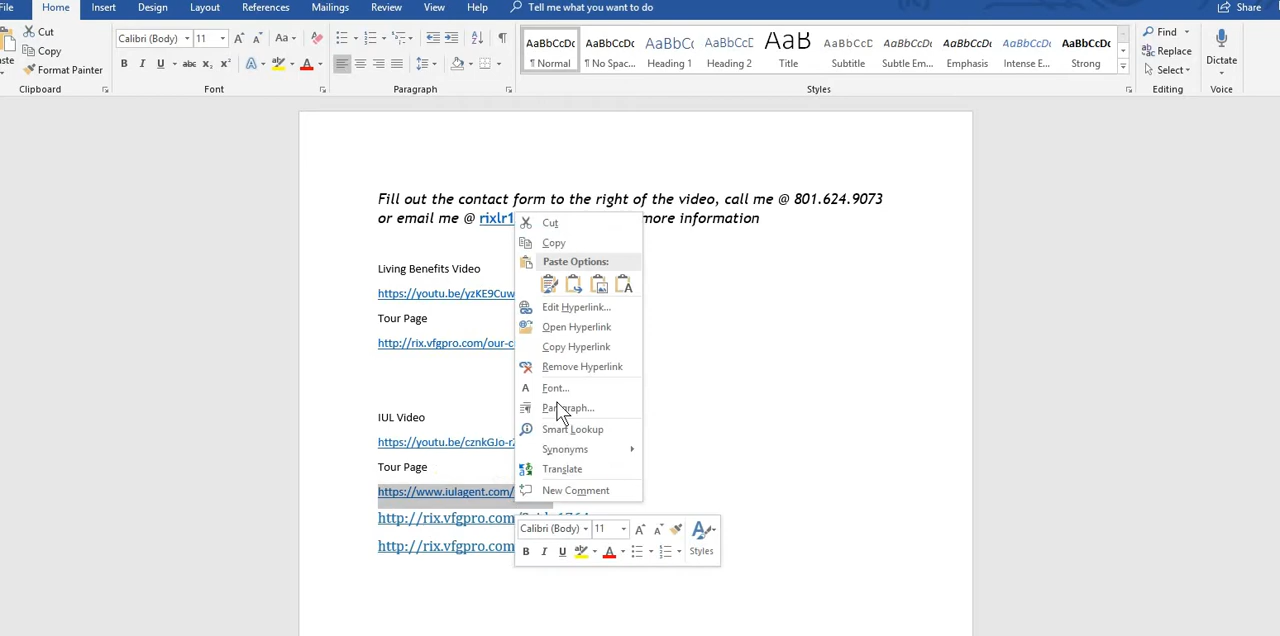 File Home Insert Design Layout References Mailings Review View Help Tell me what you want to do Share
Cut
Copy
Format Painter
Calibri (Body) 11
AaBbCcDc AaBbCcDc AaBbCc AaBbCcC AaB AaBbCcD AaBbCcDc AaBbCcDc AaBbCcDc AaBbCcDc
¶ Normal ¶ No Spac... Heading 1 Heading 2 Title Subtitle Subtle Em... Emphasis Intense E... Strong
Find
Replace
Select
Dictate
Clipboard Font Paragraph Styles Editing Voice
Fill out the contact form to the right of the video, call me @ 801.624.9073
or email me @ rixlr1 more information
Living Benefits Video
https://youtu.be/yzKE9Cuw
Tour Page
http://rix.vfgpro.com/our-c
IUL Video
https://youtu.be/cznkGJo-r
Tour Page
https://www.iulagent.com/
http://rix.vfgpro.com
http://rix.vfgpro.com
Cut
Copy
Paste Options:
Edit Hyperlink...
Open Hyperlink
Copy Hyperlink
Remove Hyperlink
Font...
Paragraph...
Smart Lookup
Synonyms
Translate
New Comment
Calibri (Body) 11
B I U A Styles